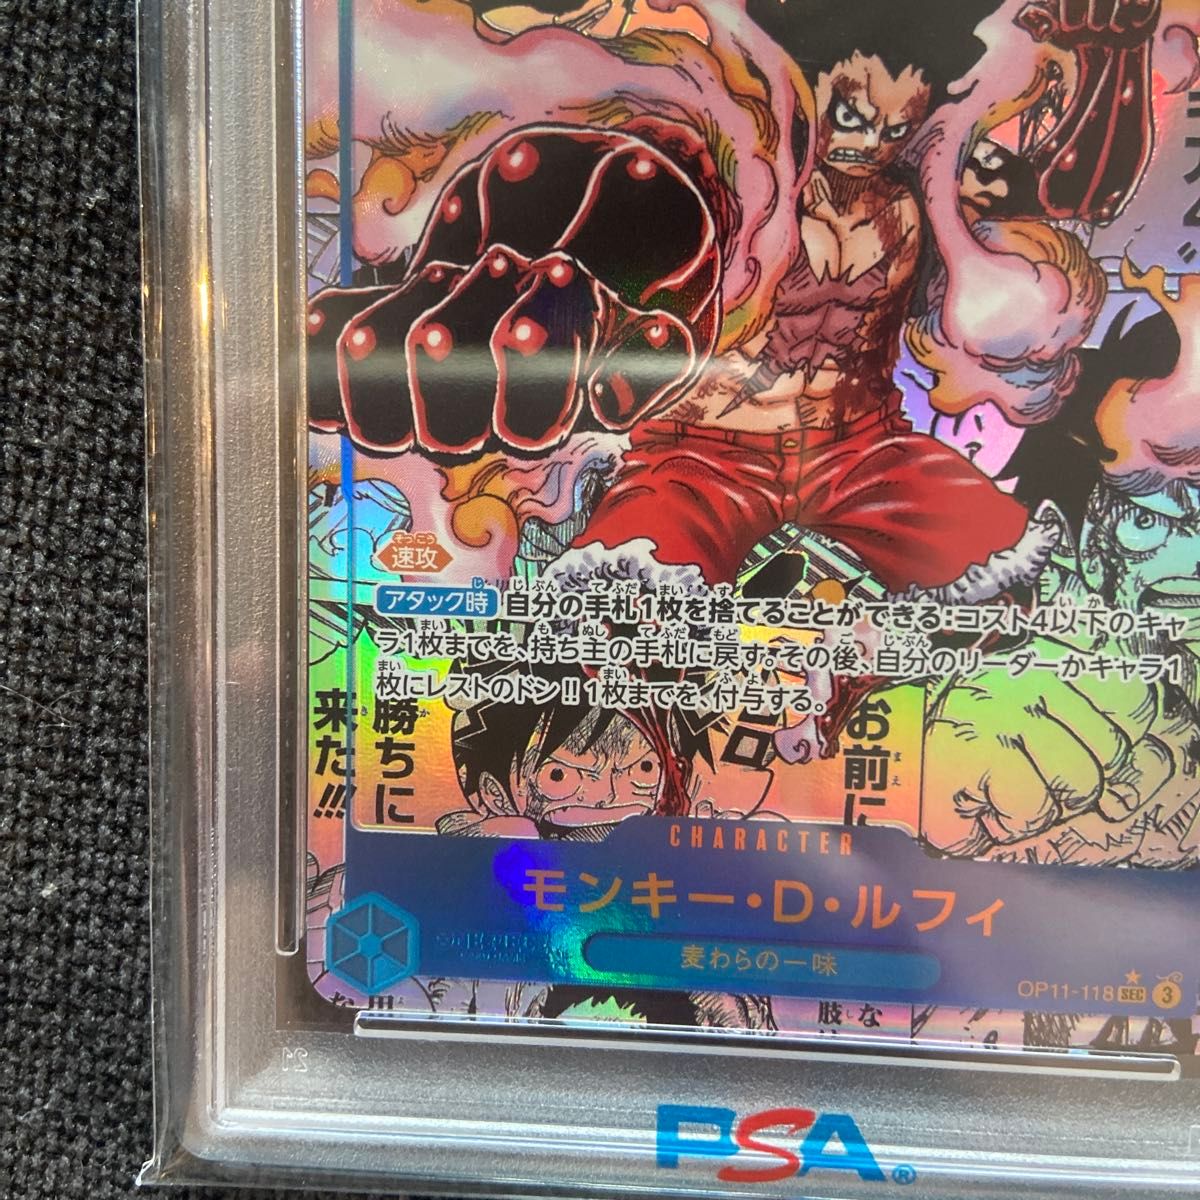 速攻
アタック時 自分の手札1枚を捨てることができる：コスト4以下のキャ
ラ1枚までを、持ち主の手札に戻す。その後、自分のリーダーかキャラ1
枚にレストのドン!!1枚までを、付与する。
お前に
勝ちに
来た!!!
CHARACTER
モンキー・D・ルフィ
麦わらの一味
OP11-118 SEC 3
PSA